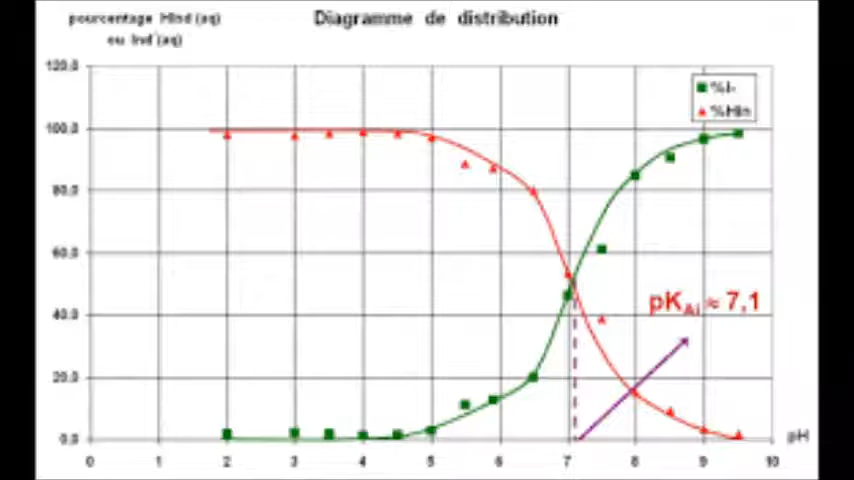 pourcentage HInd (aq)
ou Ind (aq)
Diagramme de distribution
120,0
100,0
80,0
60,0
40,0
20,0
0,0
%I-
%HIn
pKAi ≈ 7,1
pH
0 1 2 3 4 5 6 7 8 9 10